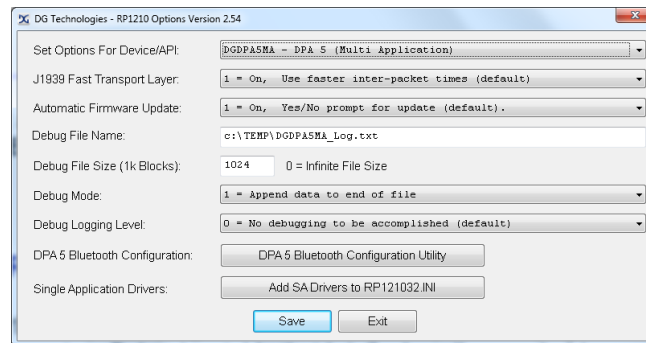 DG Technologies - RP1210 Options Version 2.54
Set Options For Device/API: DGDPA5MA - DPA 5 (Multi Application)
J1939 Fast Transport Layer: 1 = On, Use faster inter-packet times (default)
Automatic Firmware Update: 1 = On, Yes/No prompt for update (default).
Debug File Name: c:\TEMP\DGDPA5MA_Log.txt
Debug File Size (1k Blocks): 1024 0 = Infinite File Size
Debug Mode: 1 = Append data to end of file
Debug Logging Level: 0 = No debugging to be accomplished (default)
DPA 5 Bluetooth Configuration: DPA 5 Bluetooth Configuration Utility
Single Application Drivers: Add SA Drivers to RP121032.INI
Save Exit